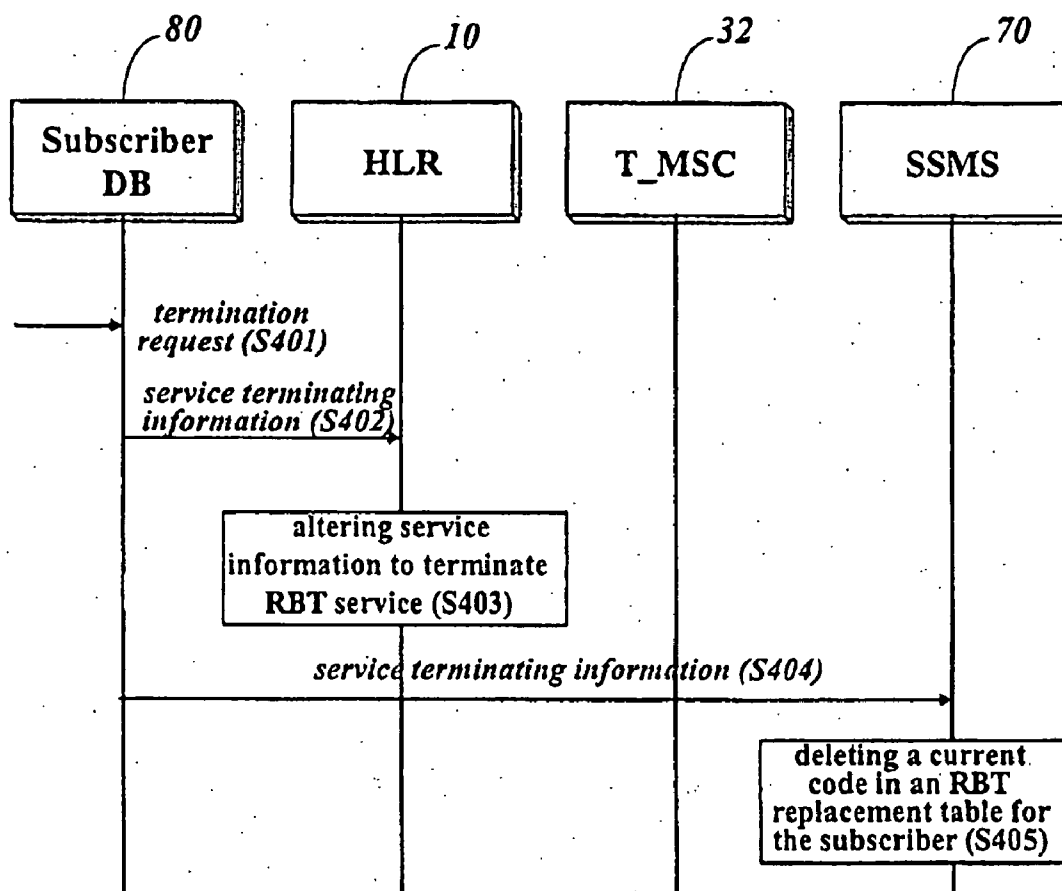 80
10
32
70
Subscriber
DB
HLR
T_MSC
SSMS
termination
request (S401)
service terminating
information (S402)
altering service
information to terminate
RBT service (S403)
service terminating information (S404)
deleting a current
code in an RBT
replacement table for
the subscriber (S405)